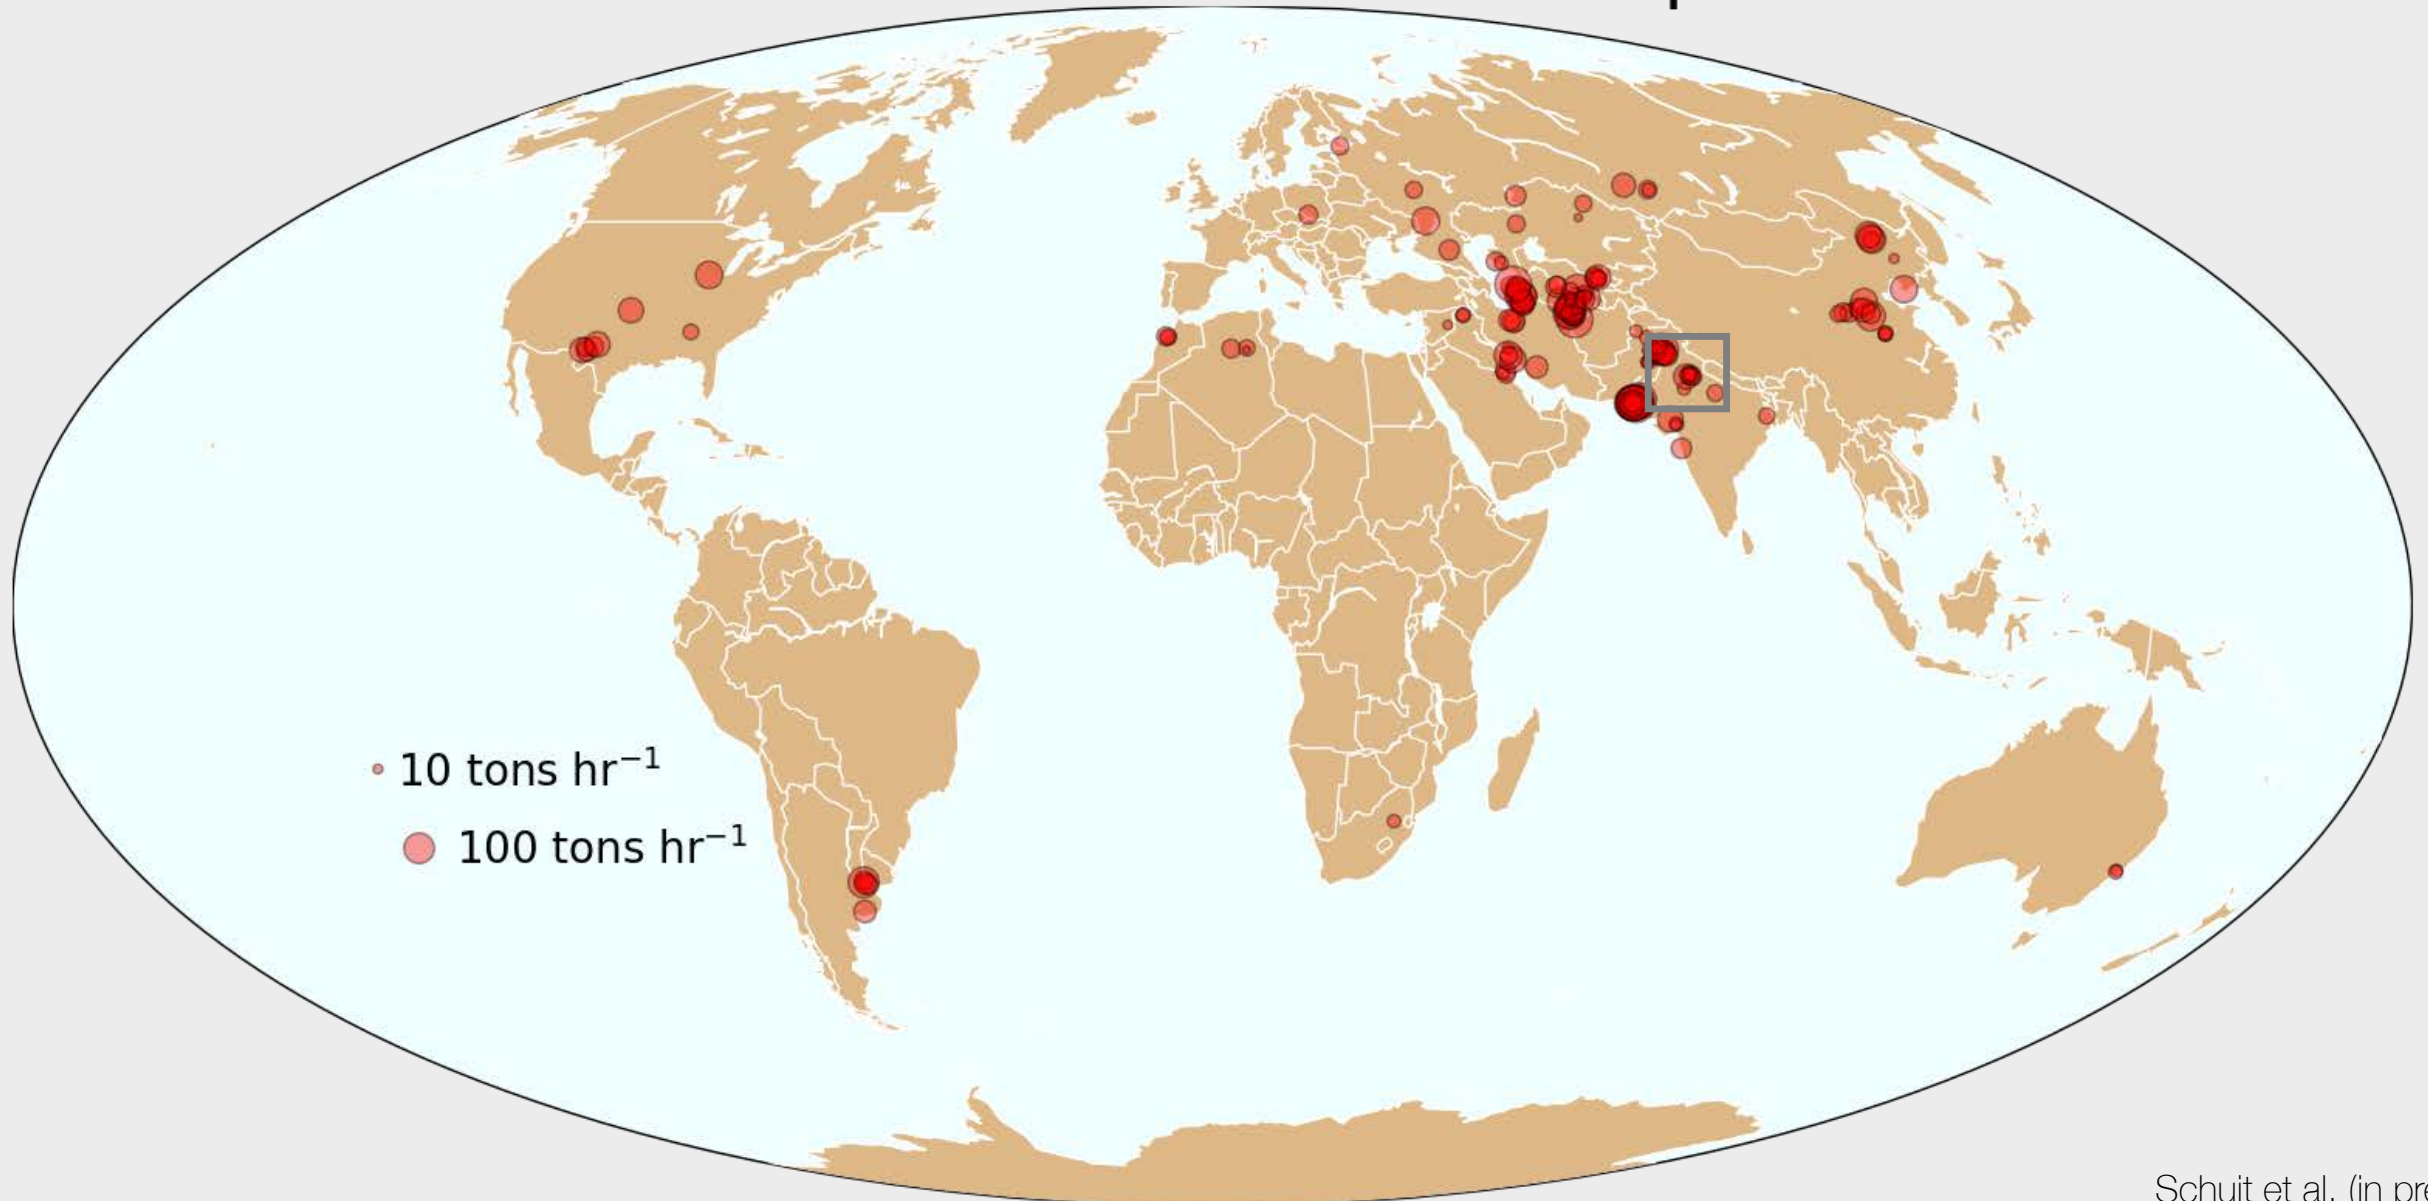 10 tons hr⁻¹
100 tons hr⁻¹
Schuit et al. (in pre